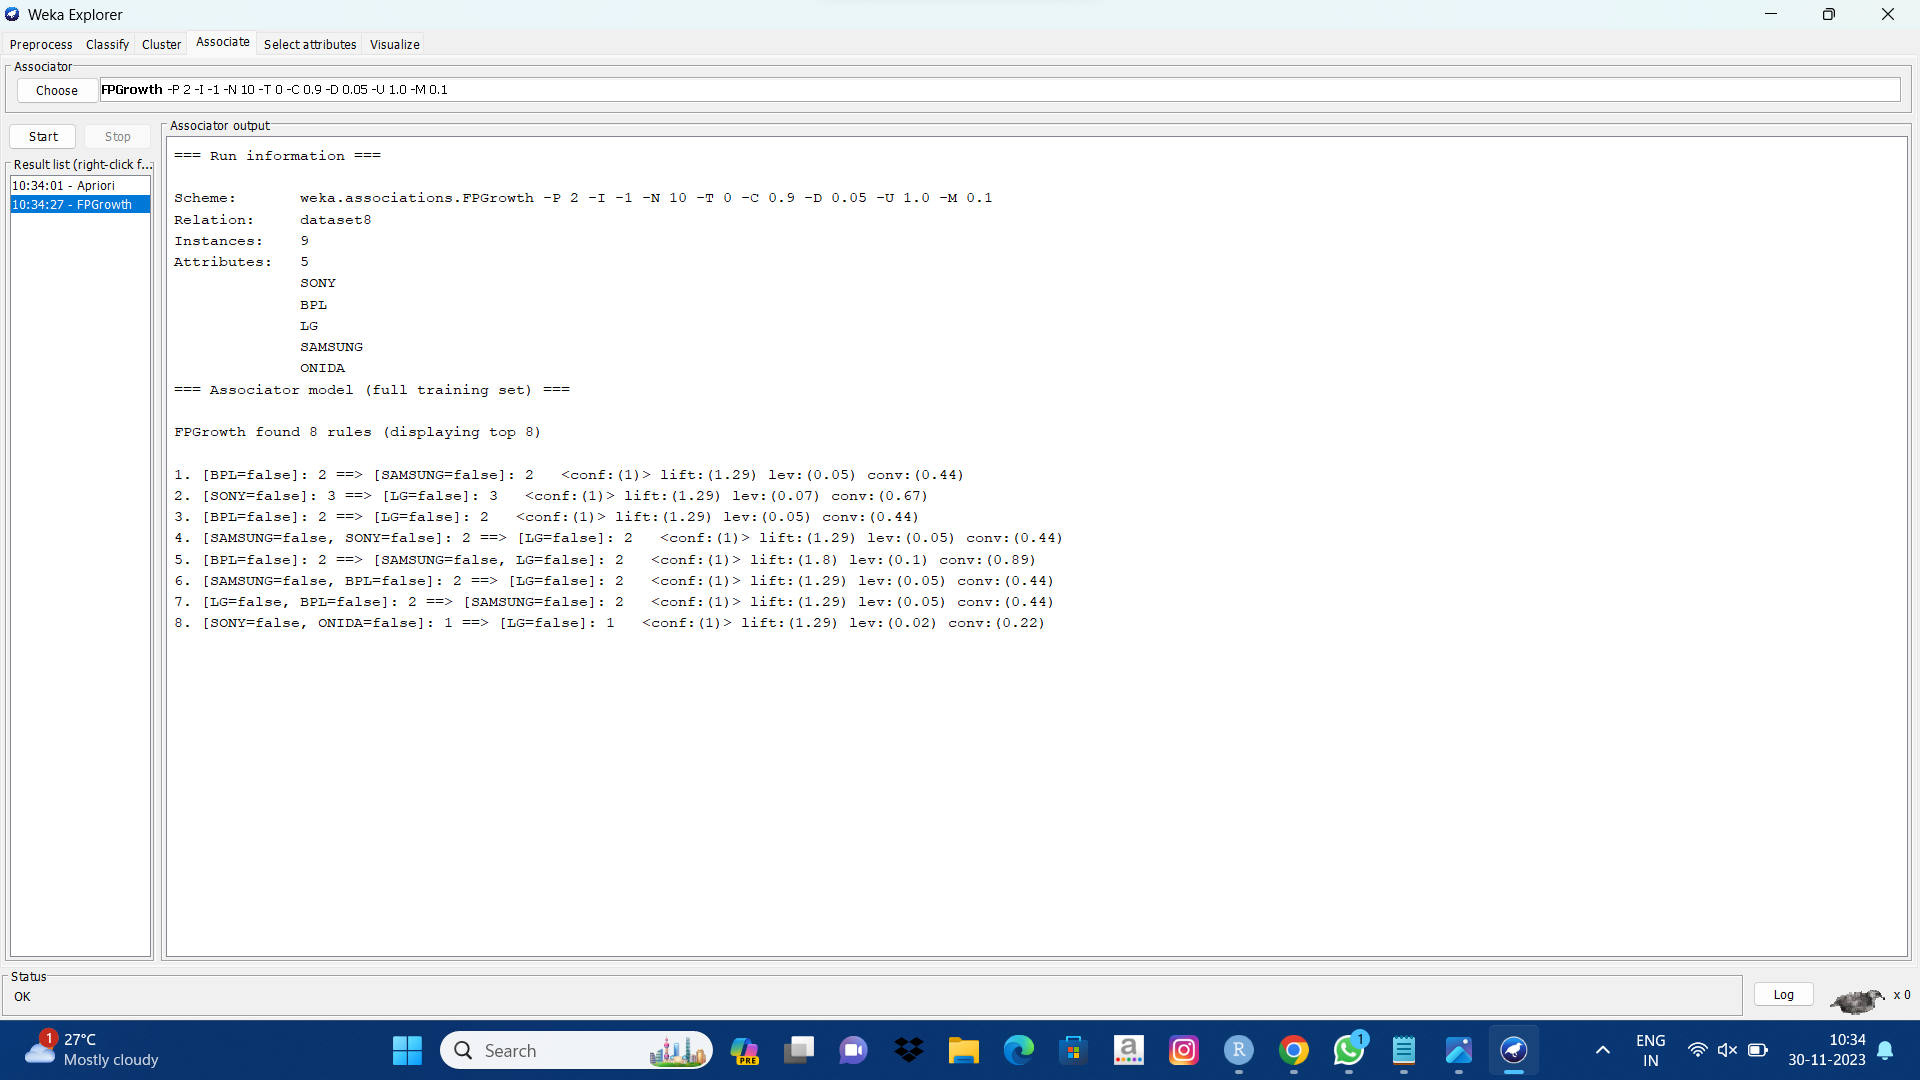 Weka Explorer
Preprocess Classify Cluster Associate Select attributes Visualize
Associator
Choose FPGrowth -P 2 -I -1 -N 10 -T 0 -C 0.9 -D 0.05 -U 1.0 -M 0.1
Start Stop
Result list (right-click f...
10:34:01 - Apriori
10:34:27 - FPGrowth
Associator output
=== Run information ===
Scheme: weka.associations.FPGrowth -P 2 -I -1 -N 10 -T 0 -C 0.9 -D 0.05 -U 1.0 -M 0.1
Relation: dataset8
Instances: 9
Attributes: 5
SONY
BPL
LG
SAMSUNG
ONIDA
=== Associator model (full training set) ===
FPGrowth found 8 rules (displaying top 8)
1. [BPL=false]: 2 ==> [SAMSUNG=false]: 2 <conf:(1)> lift:(1.29) lev:(0.05) conv:(0.44)
2. [SONY=false]: 3 ==> [LG=false]: 3 <conf:(1)> lift:(1.29) lev:(0.07) conv:(0.67)
3. [BPL=false]: 2 ==> [LG=false]: 2 <conf:(1)> lift:(1.29) lev:(0.05) conv:(0.44)
4. [SAMSUNG=false, SONY=false]: 2 ==> [LG=false]: 2 <conf:(1)> lift:(1.29) lev:(0.05) conv:(0.44)
5. [BPL=false]: 2 ==> [SAMSUNG=false, LG=false]: 2 <conf:(1)> lift:(1.8) lev:(0.1) conv:(0.89)
6. [SAMSUNG=false, BPL=false]: 2 ==> [LG=false]: 2 <conf:(1)> lift:(1.29) lev:(0.05) conv:(0.44)
7. [LG=false, BPL=false]: 2 ==> [SAMSUNG=false]: 2 <conf:(1)> lift:(1.29) lev:(0.05) conv:(0.44)
8. [SONY=false, ONIDA=false]: 1 ==> [LG=false]: 1 <conf:(1)> lift:(1.29) lev:(0.02) conv:(0.22)
Status
OK
Log
x 0
1
27°C
Mostly cloudy
Search
PRE
a
R
1
ENG
IN
10:34
30-11-2023